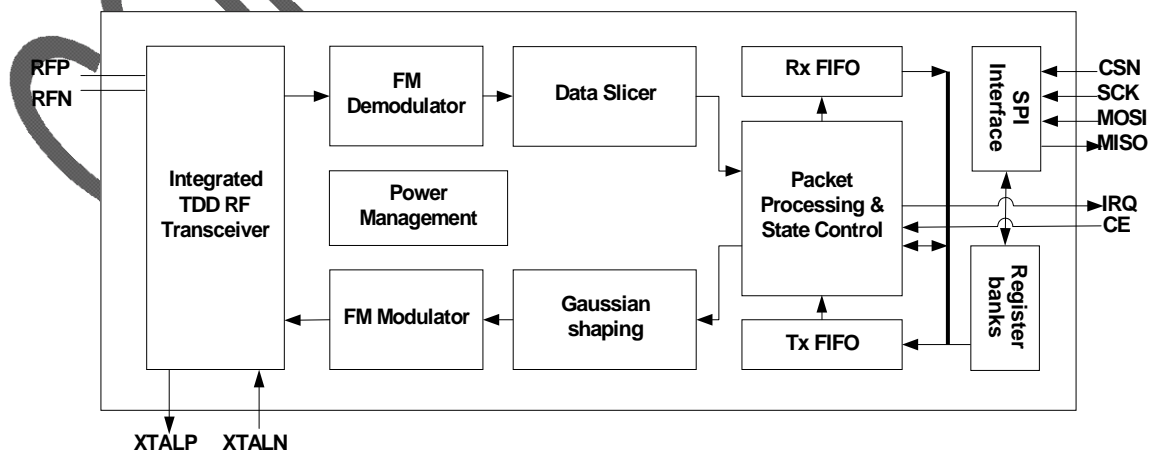 RFP
RFN
Integrated
TDD RF
Transceiver
FM
Demodulator
Data Slicer
Power
Management
FM Modulator
Gaussian
shaping
Rx FIFO
Packet
Processing &
State Control
Tx FIFO
SPI
Interface
Register
banks
CSN
SCK
MOSI
MISO
IRQ
CE
XTALP
XTALN